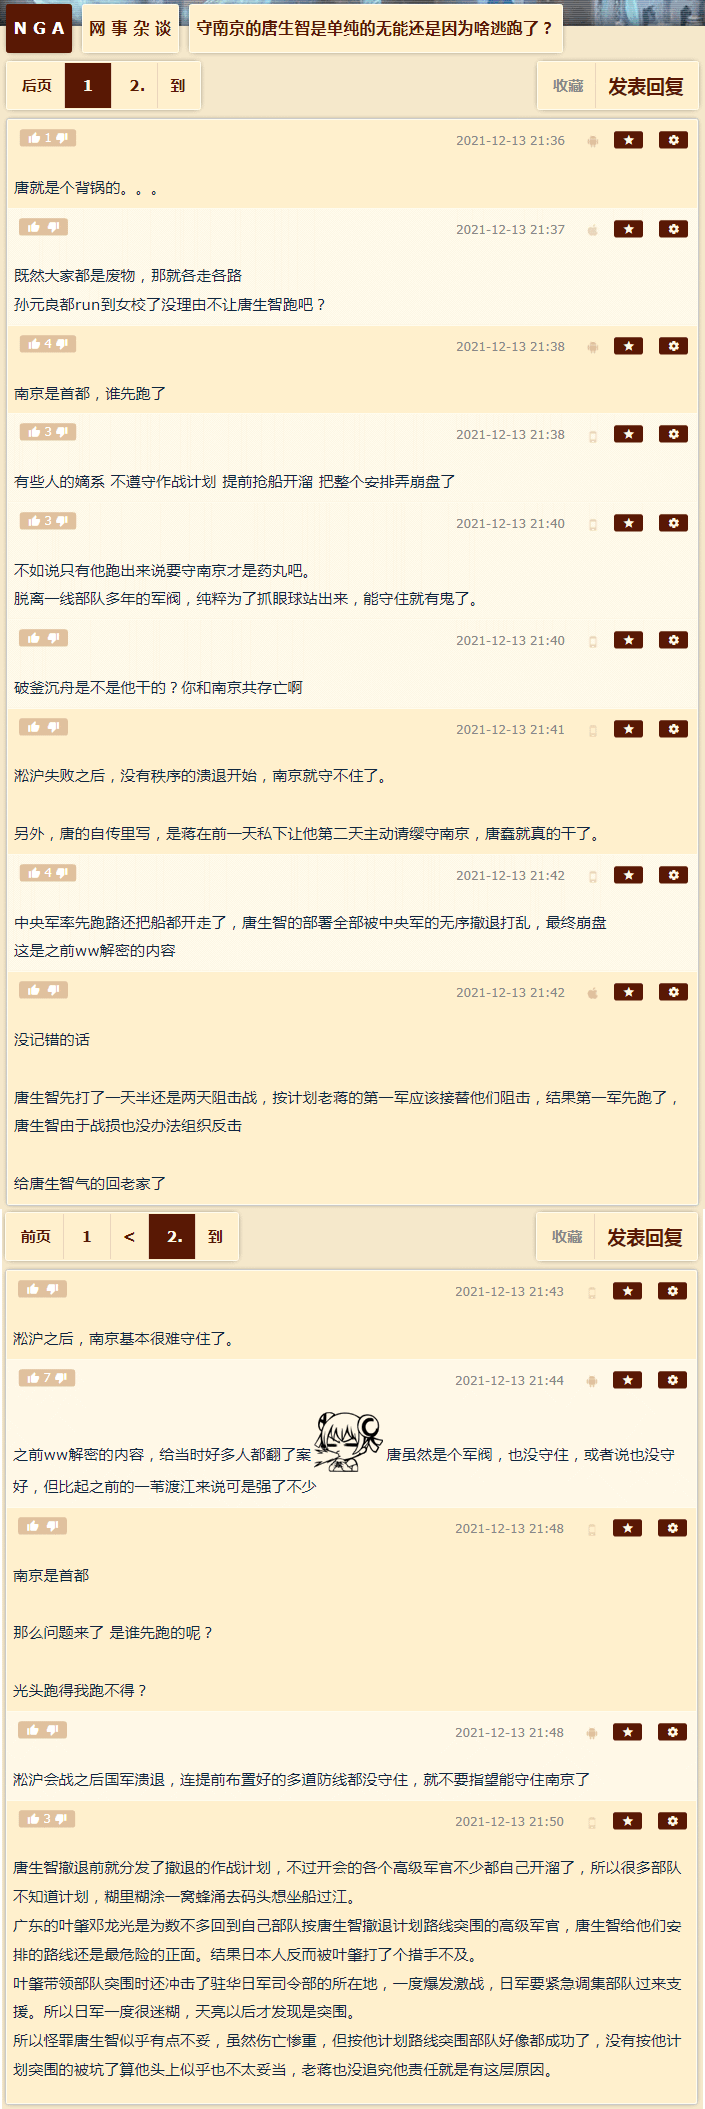 NGA 网事杂谈 守南京的唐生智是单纯的无能还是因为啥逃跑了？
后页 1 2. 到 收藏 发表回复
1 2021-12-13 21:36
唐就是个背锅的。。。
2021-12-13 21:37
既然大家都是废物，那就各走各路
孙元良都run到女校了没理由不让唐生智跑吧？
4 2021-12-13 21:38
南京是首都，谁先跑了
3 2021-12-13 21:38
有些人的嫡系 不遵守作战计划 提前抢船开溜 把整个安排弄崩盘了
3 2021-12-13 21:40
不如说只有他跑出来说要守南京才是药丸吧。
脱离一线部队多年的军阀，纯粹为了抓眼球站出来，能守住就有鬼了。
2021-12-13 21:40
破釜沉舟是不是他干的？你和南京共存亡啊
2021-12-13 21:41
淞沪失败之后，没有秩序的溃退开始，南京就守不住了。
另外，唐的自传里写，是蒋在前一天私下让他第二天主动请缨守南京，唐蠢就真的干了。
4 2021-12-13 21:42
中央军率先跑路还把船都开走了，唐生智的部署全部被中央军的无序撤退打乱，最终崩盘
这是之前ww解密的内容
2021-12-13 21:42
没记错的话
唐生智先打了一天半还是两天阻击战，按计划老蒋的第一军应该接替他们阻击，结果第一军先跑了，
唐生智由于战损也没办法组织反击
给唐生智气的回老家了
前页 1 < 2. 到 收藏 发表回复
2021-12-13 21:43
淞沪之后，南京基本很难守住了。
7 2021-12-13 21:44
之前ww解密的内容，给当时好多人都翻了案 唐虽然是个军阀，也没守住，或者说也没守
好，但比起之前的一苇渡江来说可是强了不少
2021-12-13 21:48
南京是首都
那么问题来了 是谁先跑的呢？
光头跑得我跑不得？
2021-12-13 21:48
淞沪会战之后国军溃退，连提前布置好的多道防线都没守住，就不要指望能守住南京了
3 2021-12-13 21:50
唐生智撤退前就分发了撤退的作战计划，不过开会的各个高级军官不少都自己开溜了，所以很多部队
不知道计划，糊里糊涂一窝蜂涌去码头想坐船过江。
广东的叶肇邓龙光是为数不多回到自己部队按唐生智撤退计划路线突围的高级军官，唐生智给他们安
排的路线还是最危险的正面。结果日本人反而被叶肇打了个措手不及。
叶肇带领部队突围时还冲击了驻华日军司令部的所在地，一度爆发激战，日军要紧急调集部队过来支
援。所以日军一度很迷糊，天亮以后才发现是突围。
所以怪罪唐生智似乎有点不妥，虽然伤亡惨重，但按他计划路线突围部队好像都成功了，没有按他计
划突围的被坑了算他头上似乎也不太妥当，老蒋也没追究他责任就是有这层原因。